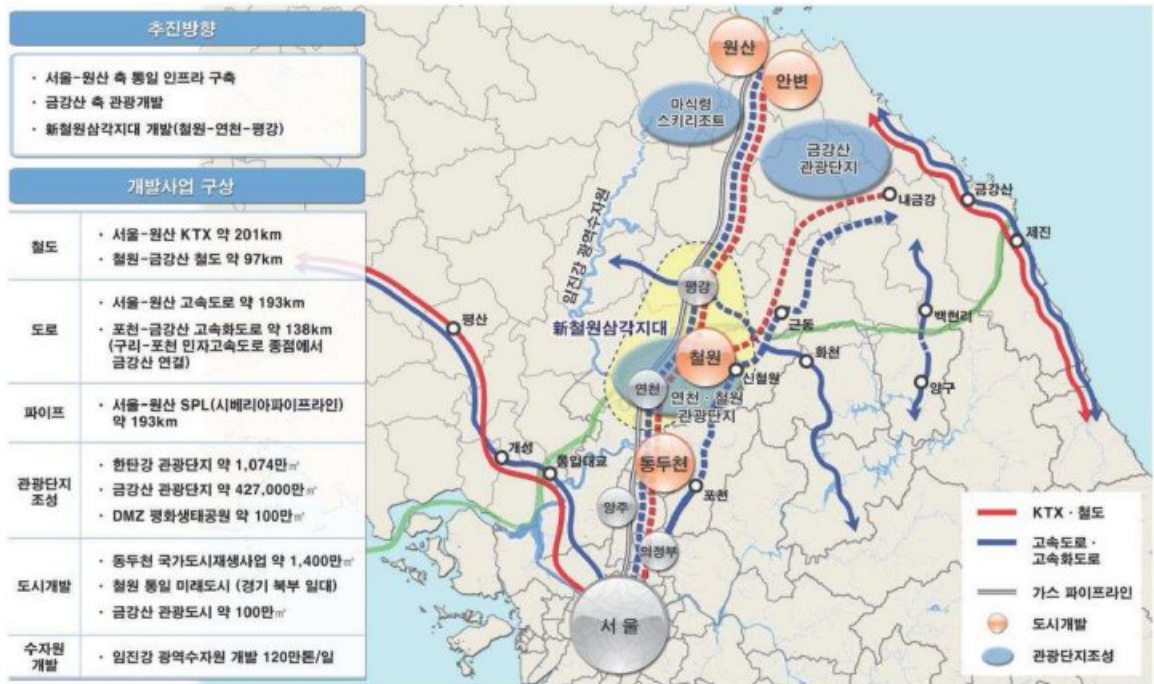 추진방향
· 서울-원산 축 통일 인프라 구축
· 금강산 축 관광개발
· 新철원삼각지대 개발(철원-연천-평강)
개발사업 구상
철도
· 서울-원산 KTX 약 201km
· 철원-금강산 철도 약 97km
도로
· 서울-원산 고속도로 약 193km
· 포천-금강산 고속화도로 약 138km
(구리-포천 민자고속도로 종점에서
금강산 연결)
파이프
· 서울-원산 SPL(시베리아파이프라인)
약 193km
관광단지
조성
· 한탄강 관광단지 약 1,074만㎡
· 금강산 관광단지 약 427,000만㎡
· DMZ 평화생태공원 약 100만㎡
도시개발
· 동두천 국가도시재생사업 약 1,400만㎡
· 철원 통일 미래도시 (경기 북부 일대)
· 금강산 관광도시 약 100만㎡
수자원
개발
· 임진강 광역수자원 개발 120만톤/일
원산
안변
마식령
스키리조트
금강산
관광단지
내금강
금강산
제진
임진강 광역수자원
평강
新철원삼각지대
근동
백현리
평산
철원
화천
신철원
연천
연천·철원
관광단지
양구
개성
통일대교
동두천
포천
양주
의정부
서울
KTX · 철도
고속도로 ·
고속화도로
가스 파이프라인
도시개발
관광단지조성